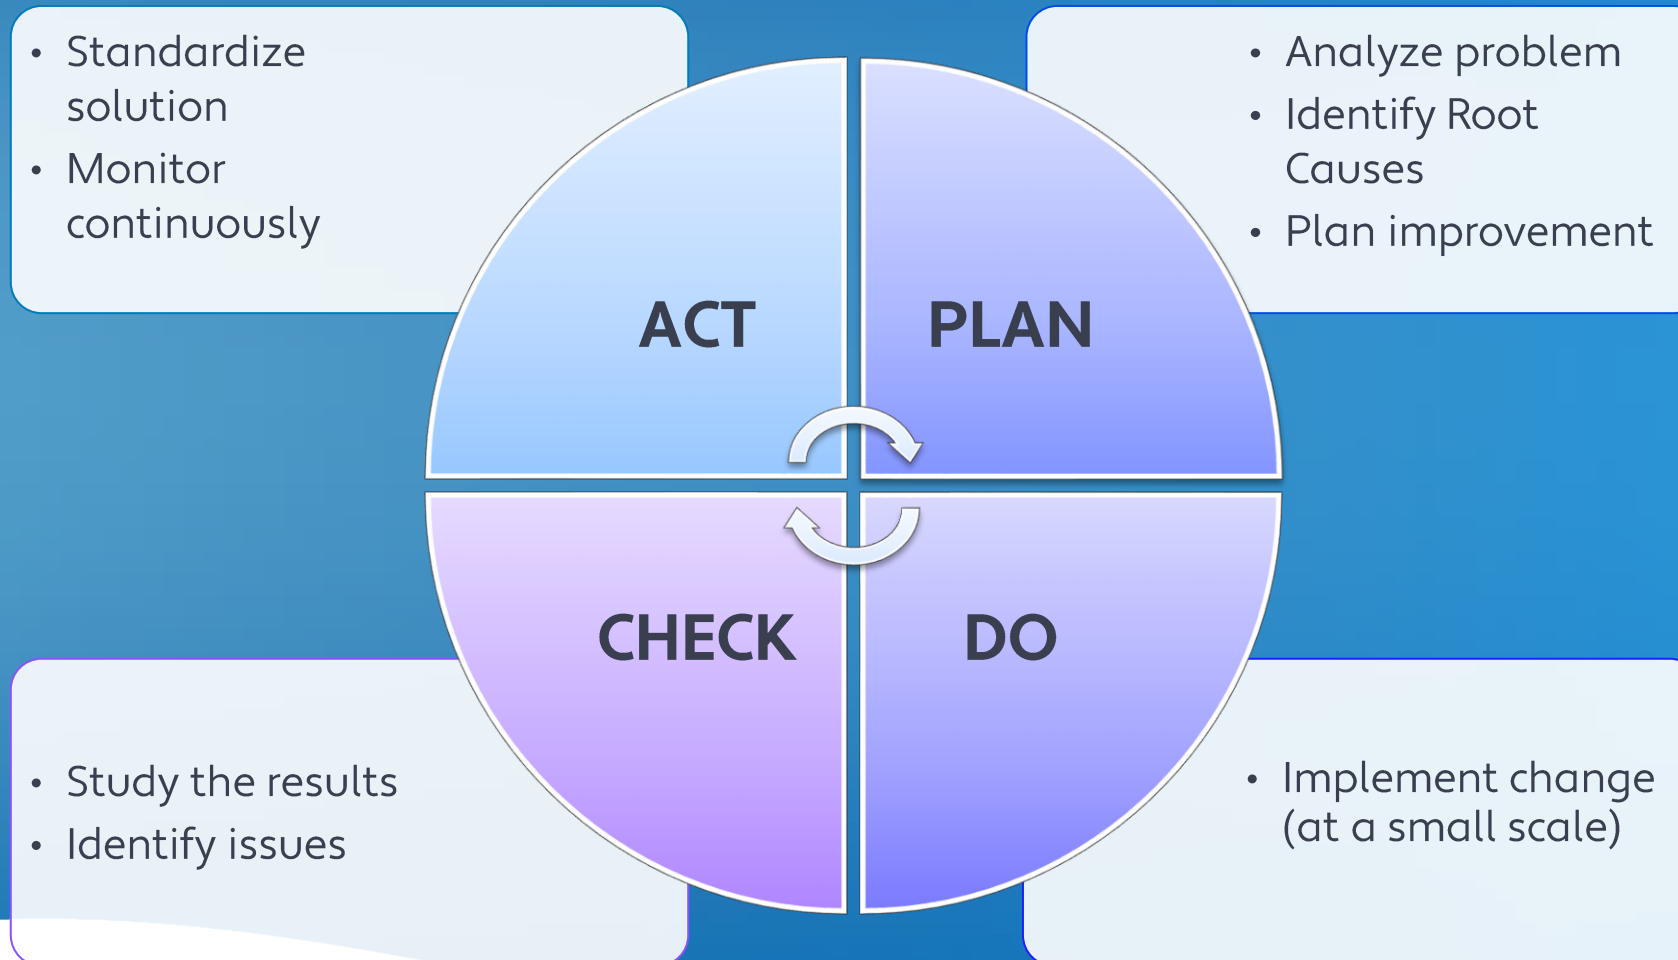 • Standardize
solution
• Monitor
continuously
ACT
• Analyze problem
• Identify Root
Causes
• Plan improvement
PLAN
• Study the results
• Identify issues
CHECK
• Implement change
(at a small scale)
DO